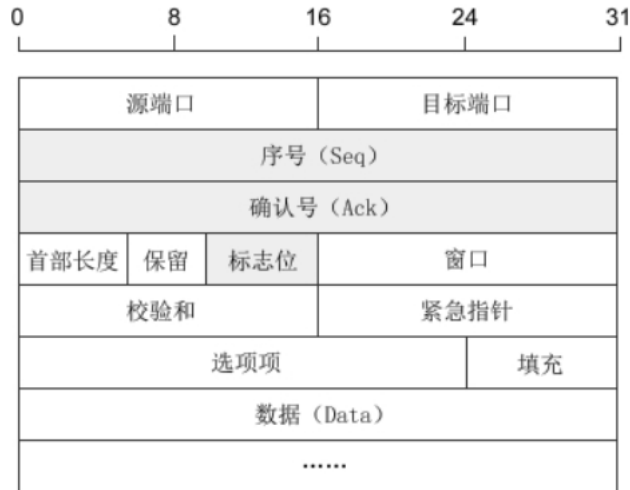 0 8 16 24 31
源端口 目标端口
序号（Seq）
确认号（Ack）
首部长度 保留 标志位 窗口
校验和 紧急指针
选项项 填充
数据（Data）
……